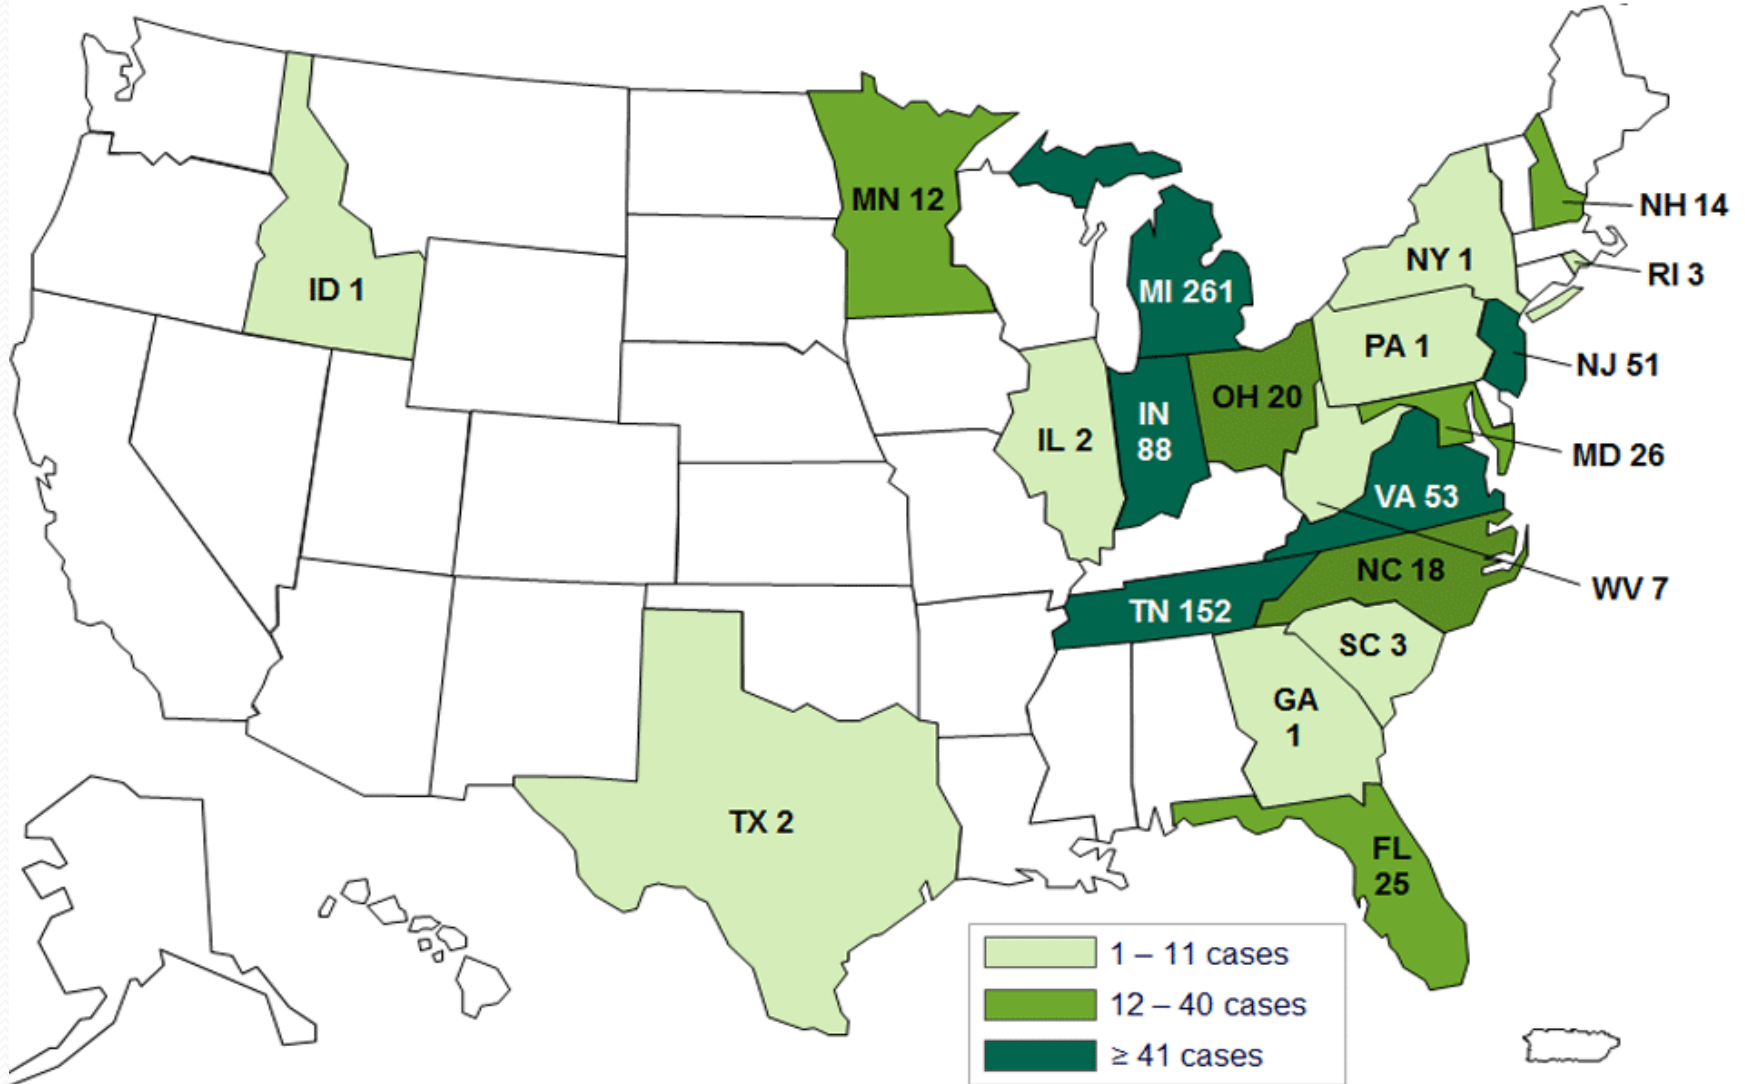 MN 12
NH 14
NY 1
RI 3
ID 1
MI 261
PA 1
NJ 51
OH 20
IN
88
IL 2
MD 26
VA 53
NC 18
WV 7
TN 152
SC 3
GA
1
TX 2
FL
25
1 – 11 cases
12 – 40 cases
≥ 41 cases